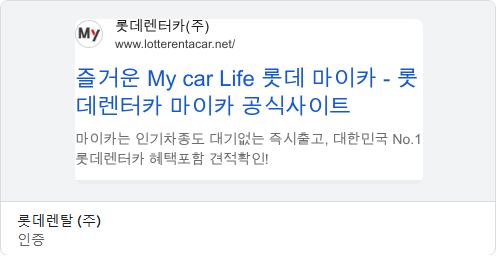 My
롯데렌터카(주)
www.lotterentacar.net/
즐거운 My car Life 롯데 마이카 - 롯
데렌터카 마이카 공식사이트
마이카는 인기차종도 대기없는 즉시출고, 대한민국 No.1
롯데렌터카 혜택포함 견적확인!
롯데렌탈 (주)
인증